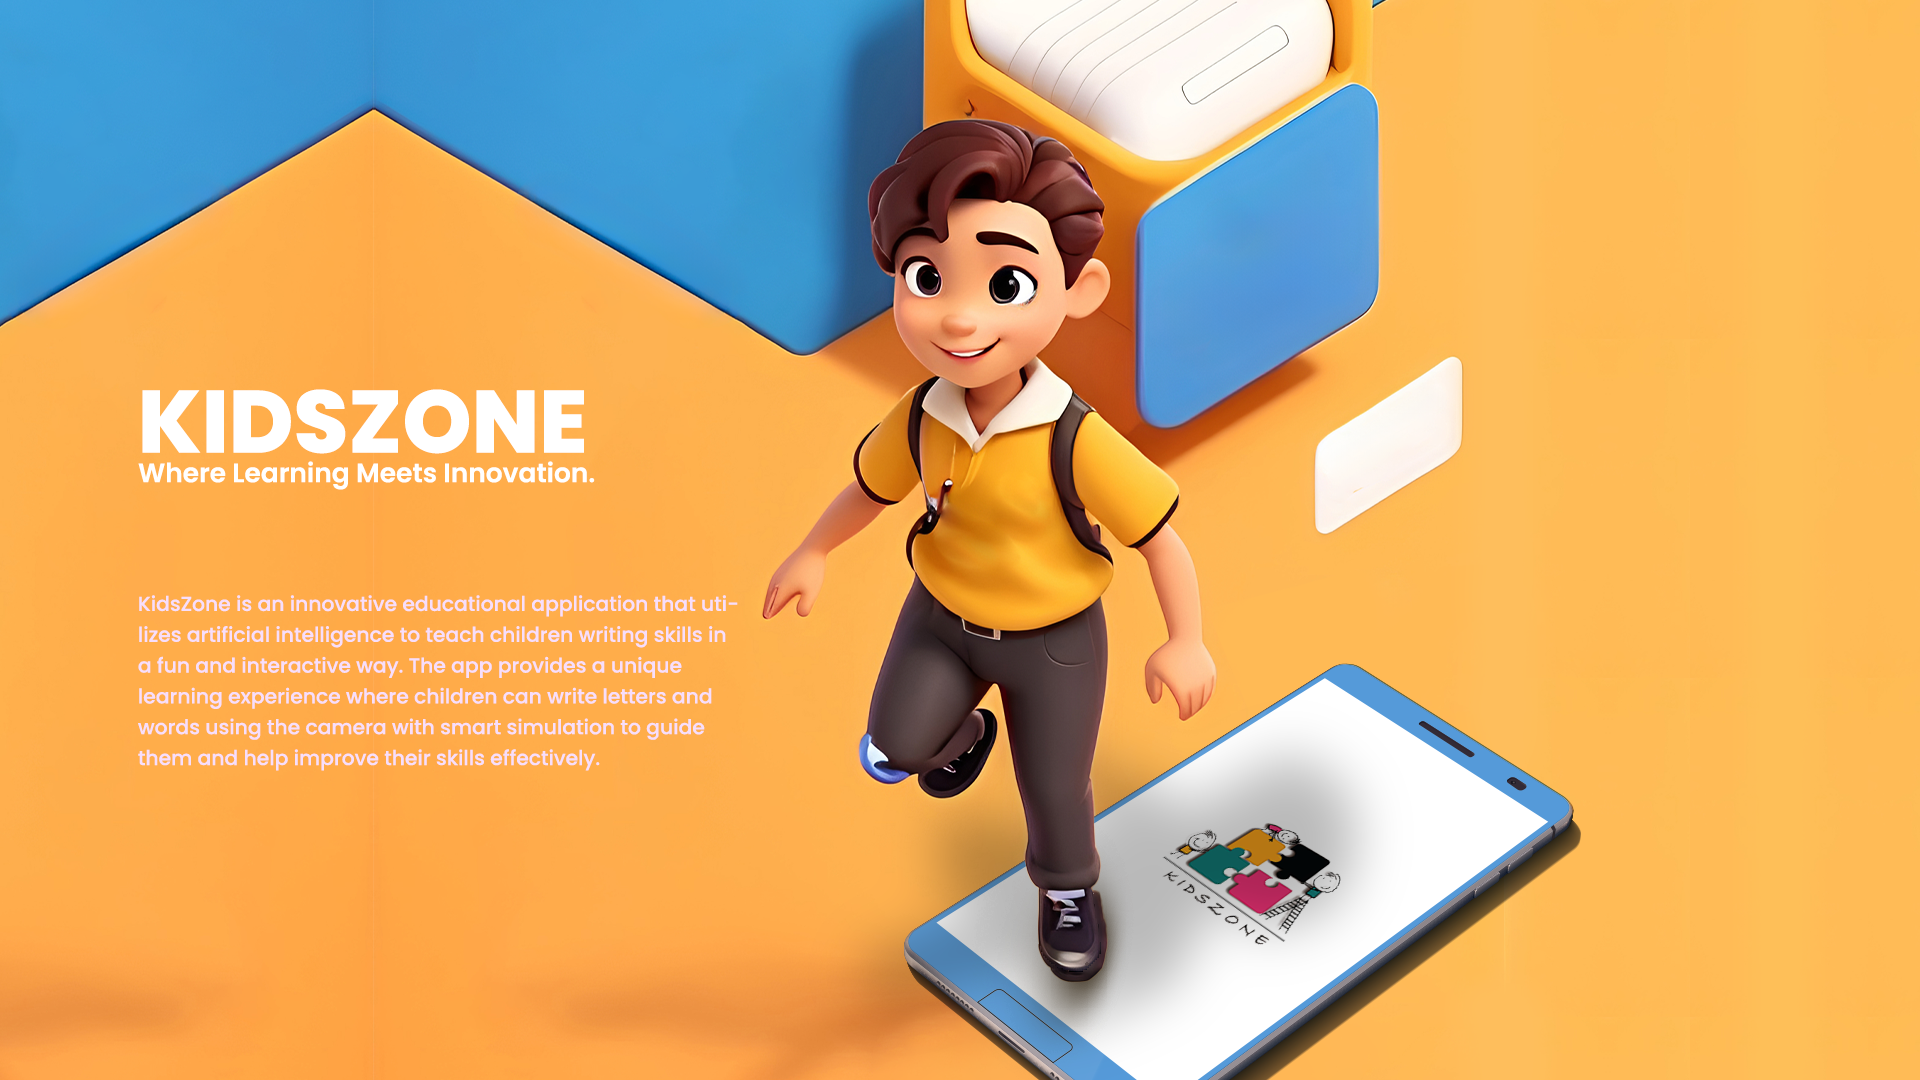 KIDSZONE
Where Learning Meets Innovation.
KidsZone is an innovative educational application that uti-
lizes artificial intelligence to teach children writing skills in
a fun and interactive way. The app provides a unique
learning experience where children can write letters and
words using the camera with smart simulation to guide
them and help improve their skills effectively.
KIDSZONE